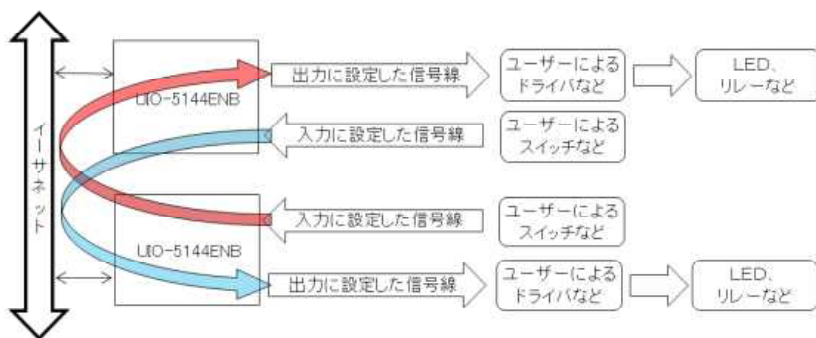 イーサネット
UIO-5144ENB
出力に設定した信号線
ユーザーによる
ドライバなど
LED、
リレーなど
入力に設定した信号線
ユーザーによる
スイッチなど
UIO-5144ENB
入力に設定した信号線
ユーザーによる
スイッチなど
出力に設定した信号線
ユーザーによる
ドライバなど
LED、
リレーなど